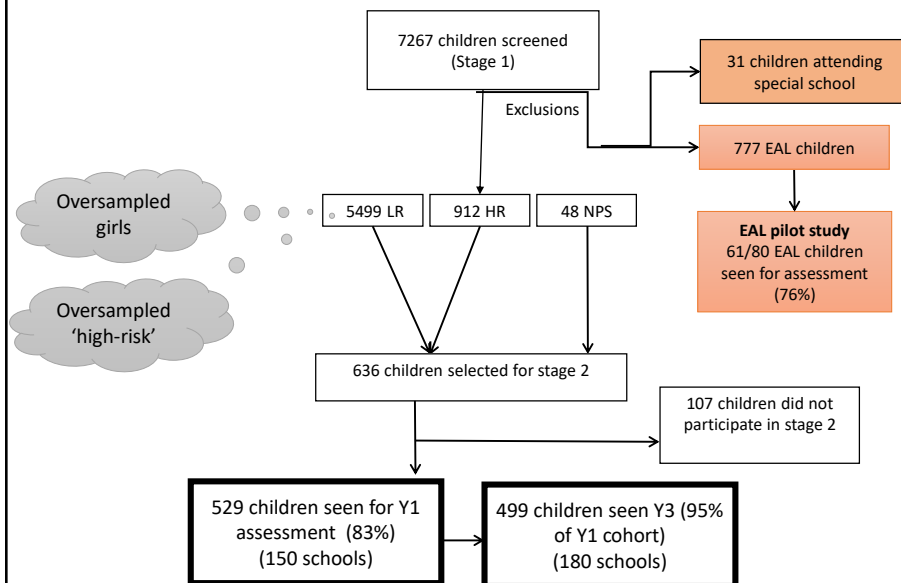 7267 children screened
(Stage 1)
31 children attending
special school
Exclusions
777 EAL children
Oversampled
girls
5499 LR
912 HR
48 NPS
EAL pilot study
61/80 EAL children
seen for assessment
(76%)
Oversampled
‘high-risk’
636 children selected for stage 2
107 children did not
participate in stage 2
529 children seen for Y1
assessment  (83%)
(150 schools)
499 children seen Y3 (95%
of Y1 cohort)
(180 schools)